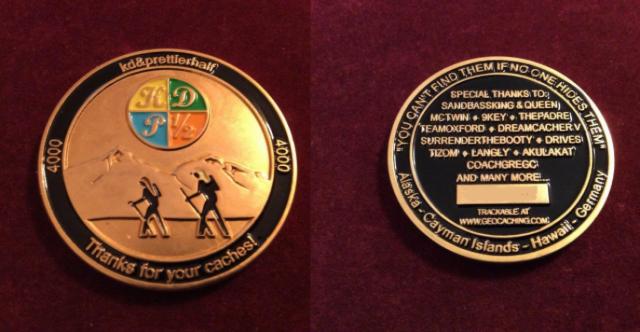 kd&prettierhalf
K D
P ½
4000
4000
Thanks for your caches!
"YOU CAN'T FIND THEM IF NO ONE HIDES THEM"
SPECIAL THANKS TO:
SANDBASSKING & QUEEN
MCTWIN ⬥ 9KEY ⬥ THEPADRE
TEAMOXFORD ⬥ DREAMCACHER.V
SURRENDERTHEBOOTY ⬥ DRIVES
TIZOM ⬥ LANGLY ⬥ AKULAKAT
COACHGREGC
AND MANY MORE...
TRACKABLE AT
WWW.GEOCACHING.COM
Alaska - Cayman Islands - Hawaii - Germany